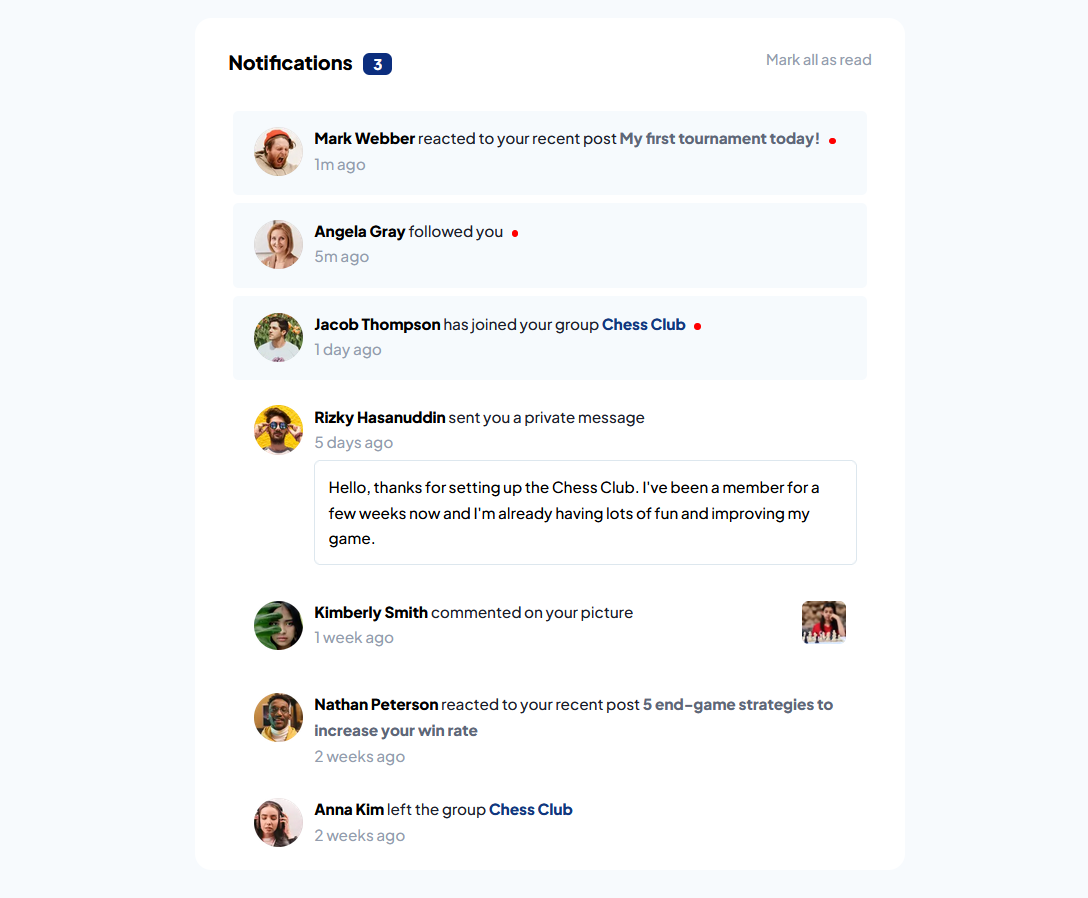 Notifications 3
Mark all as read
Mark Webber reacted to your recent post My first tournament today!
1m ago
Angela Gray followed you
5m ago
Jacob Thompson has joined your group Chess Club
1 day ago
Rizky Hasanuddin sent you a private message
5 days ago
Hello, thanks for setting up the Chess Club. I've been a member for a
few weeks now and I'm already having lots of fun and improving my
game.
Kimberly Smith commented on your picture
1 week ago
Nathan Peterson reacted to your recent post 5 end-game strategies to
increase your win rate
2 weeks ago
Anna Kim left the group Chess Club
2 weeks ago